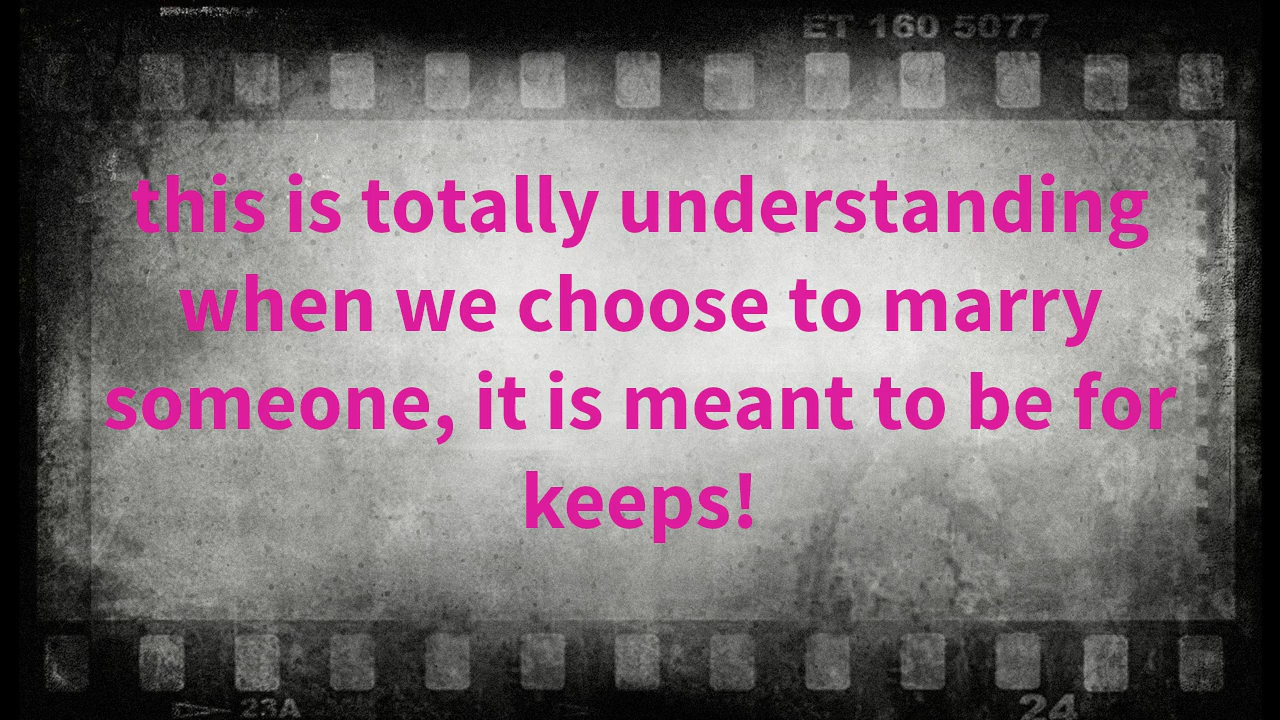 ET 160 5077
this is totally understanding
when we choose to marry
someone, it is meant to be for
keeps!
23A
24